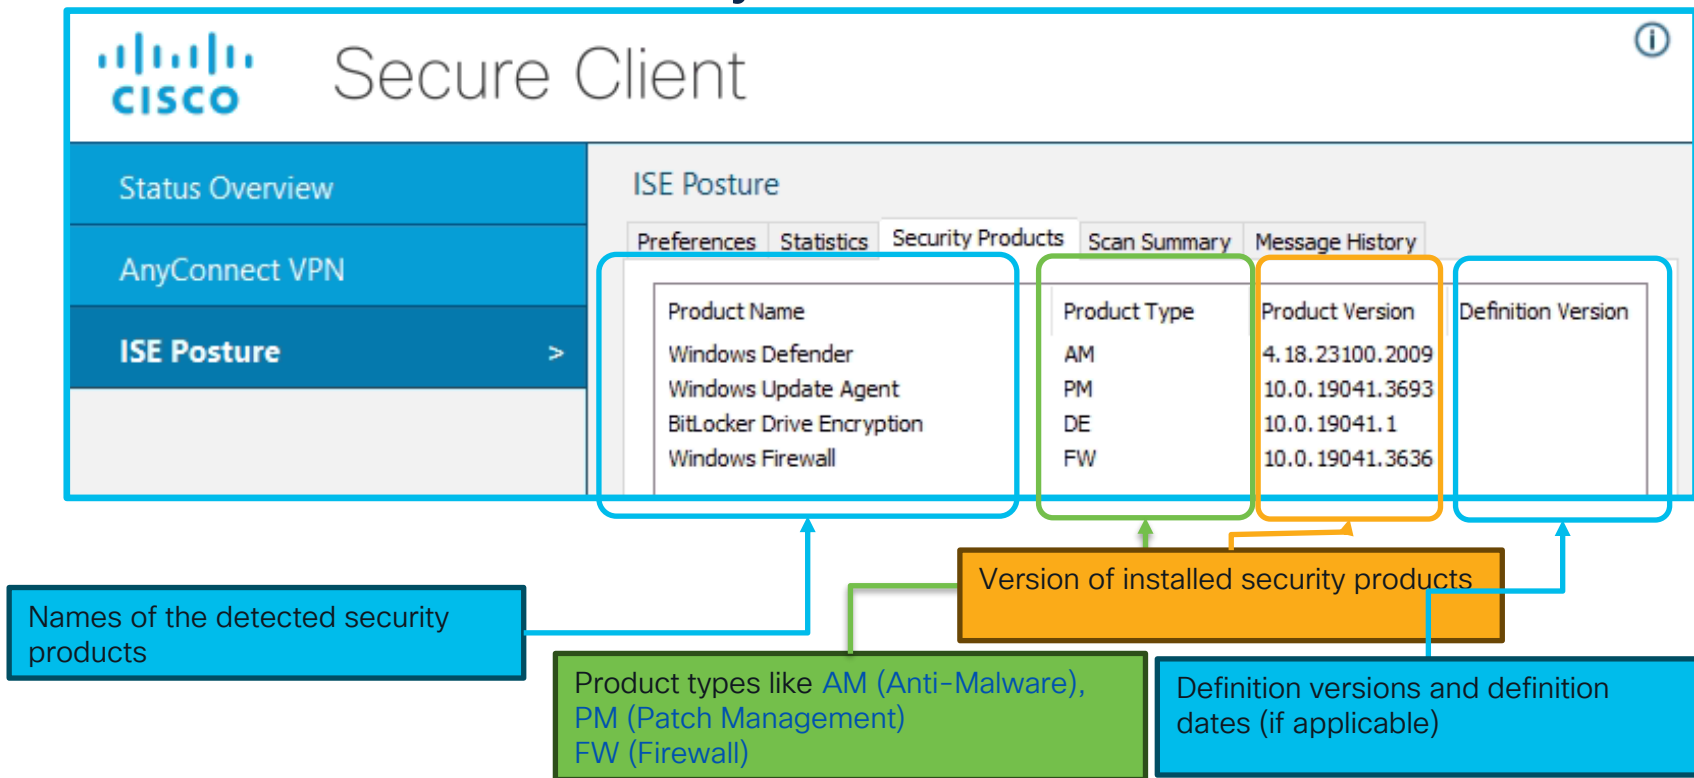 CISCO
Secure Client
Status Overview
AnyConnect VPN
ISE Posture >
ISE Posture
Preferences Statistics Security Products Scan Summary Message History
Product Name Product Type Product Version Definition Version
Windows Defender AM 4.18.23100.2009
Windows Update Agent PM 10.0.19041.3693
BitLocker Drive Encryption DE 10.0.19041.1
Windows Firewall FW 10.0.19041.3636
Version of installed security products
Names of the detected security
products
Product types like AM (Anti-Malware),
PM (Patch Management)
FW (Firewall)
Definition versions and definition
dates (if applicable)